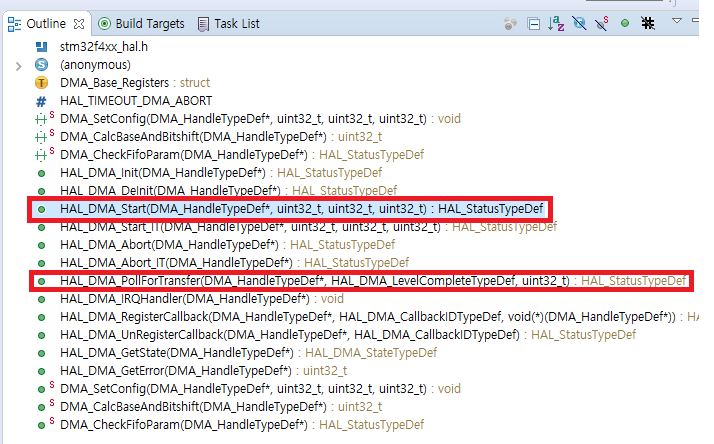 Outline Build Targets Task List
stm32f4xx_hal.h
(anonymous)
DMA_Base_Registers : struct
HAL_TIMEOUT_DMA_ABORT
DMA_SetConfig(DMA_HandleTypeDef*, uint32_t, uint32_t, uint32_t) : void
DMA_CalcBaseAndBitshift(DMA_HandleTypeDef*) : uint32_t
DMA_CheckFifoParam(DMA_HandleTypeDef*) : HAL_StatusTypeDef
HAL_DMA_Init(DMA_HandleTypeDef*) : HAL_StatusTypeDef
HAL_DMA_DeInit(DMA_HandleTypeDef*) : HAL_StatusTypeDef
HAL_DMA_Start(DMA_HandleTypeDef*, uint32_t, uint32_t, uint32_t) : HAL_StatusTypeDef
HAL_DMA_Start_IT(DMA_HandleTypeDef*, uint32_t, uint32_t, uint32_t) : HAL_StatusTypeDef
HAL_DMA_Abort(DMA_HandleTypeDef*) : HAL_StatusTypeDef
HAL_DMA_Abort_IT(DMA_HandleTypeDef*) : HAL_StatusTypeDef
HAL_DMA_PollForTransfer(DMA_HandleTypeDef*, HAL_DMA_LevelCompleteTypeDef, uint32_t) : HAL_StatusTypeDef
HAL_DMA_IRQHandler(DMA_HandleTypeDef*) : void
HAL_DMA_RegisterCallback(DMA_HandleTypeDef*, HAL_DMA_CallbackIDTypeDef, void(*)(DMA_HandleTypeDef*)) : HA
HAL_DMA_UnRegisterCallback(DMA_HandleTypeDef*, HAL_DMA_CallbackIDTypeDef) : HAL_StatusTypeDef
HAL_DMA_GetState(DMA_HandleTypeDef*) : HAL_DMA_StateTypeDef
HAL_DMA_GetError(DMA_HandleTypeDef*) : uint32_t
DMA_SetConfig(DMA_HandleTypeDef*, uint32_t, uint32_t, uint32_t) : void
DMA_CalcBaseAndBitshift(DMA_HandleTypeDef*) : uint32_t
DMA_CheckFifoParam(DMA_HandleTypeDef*) : HAL_StatusTypeDef